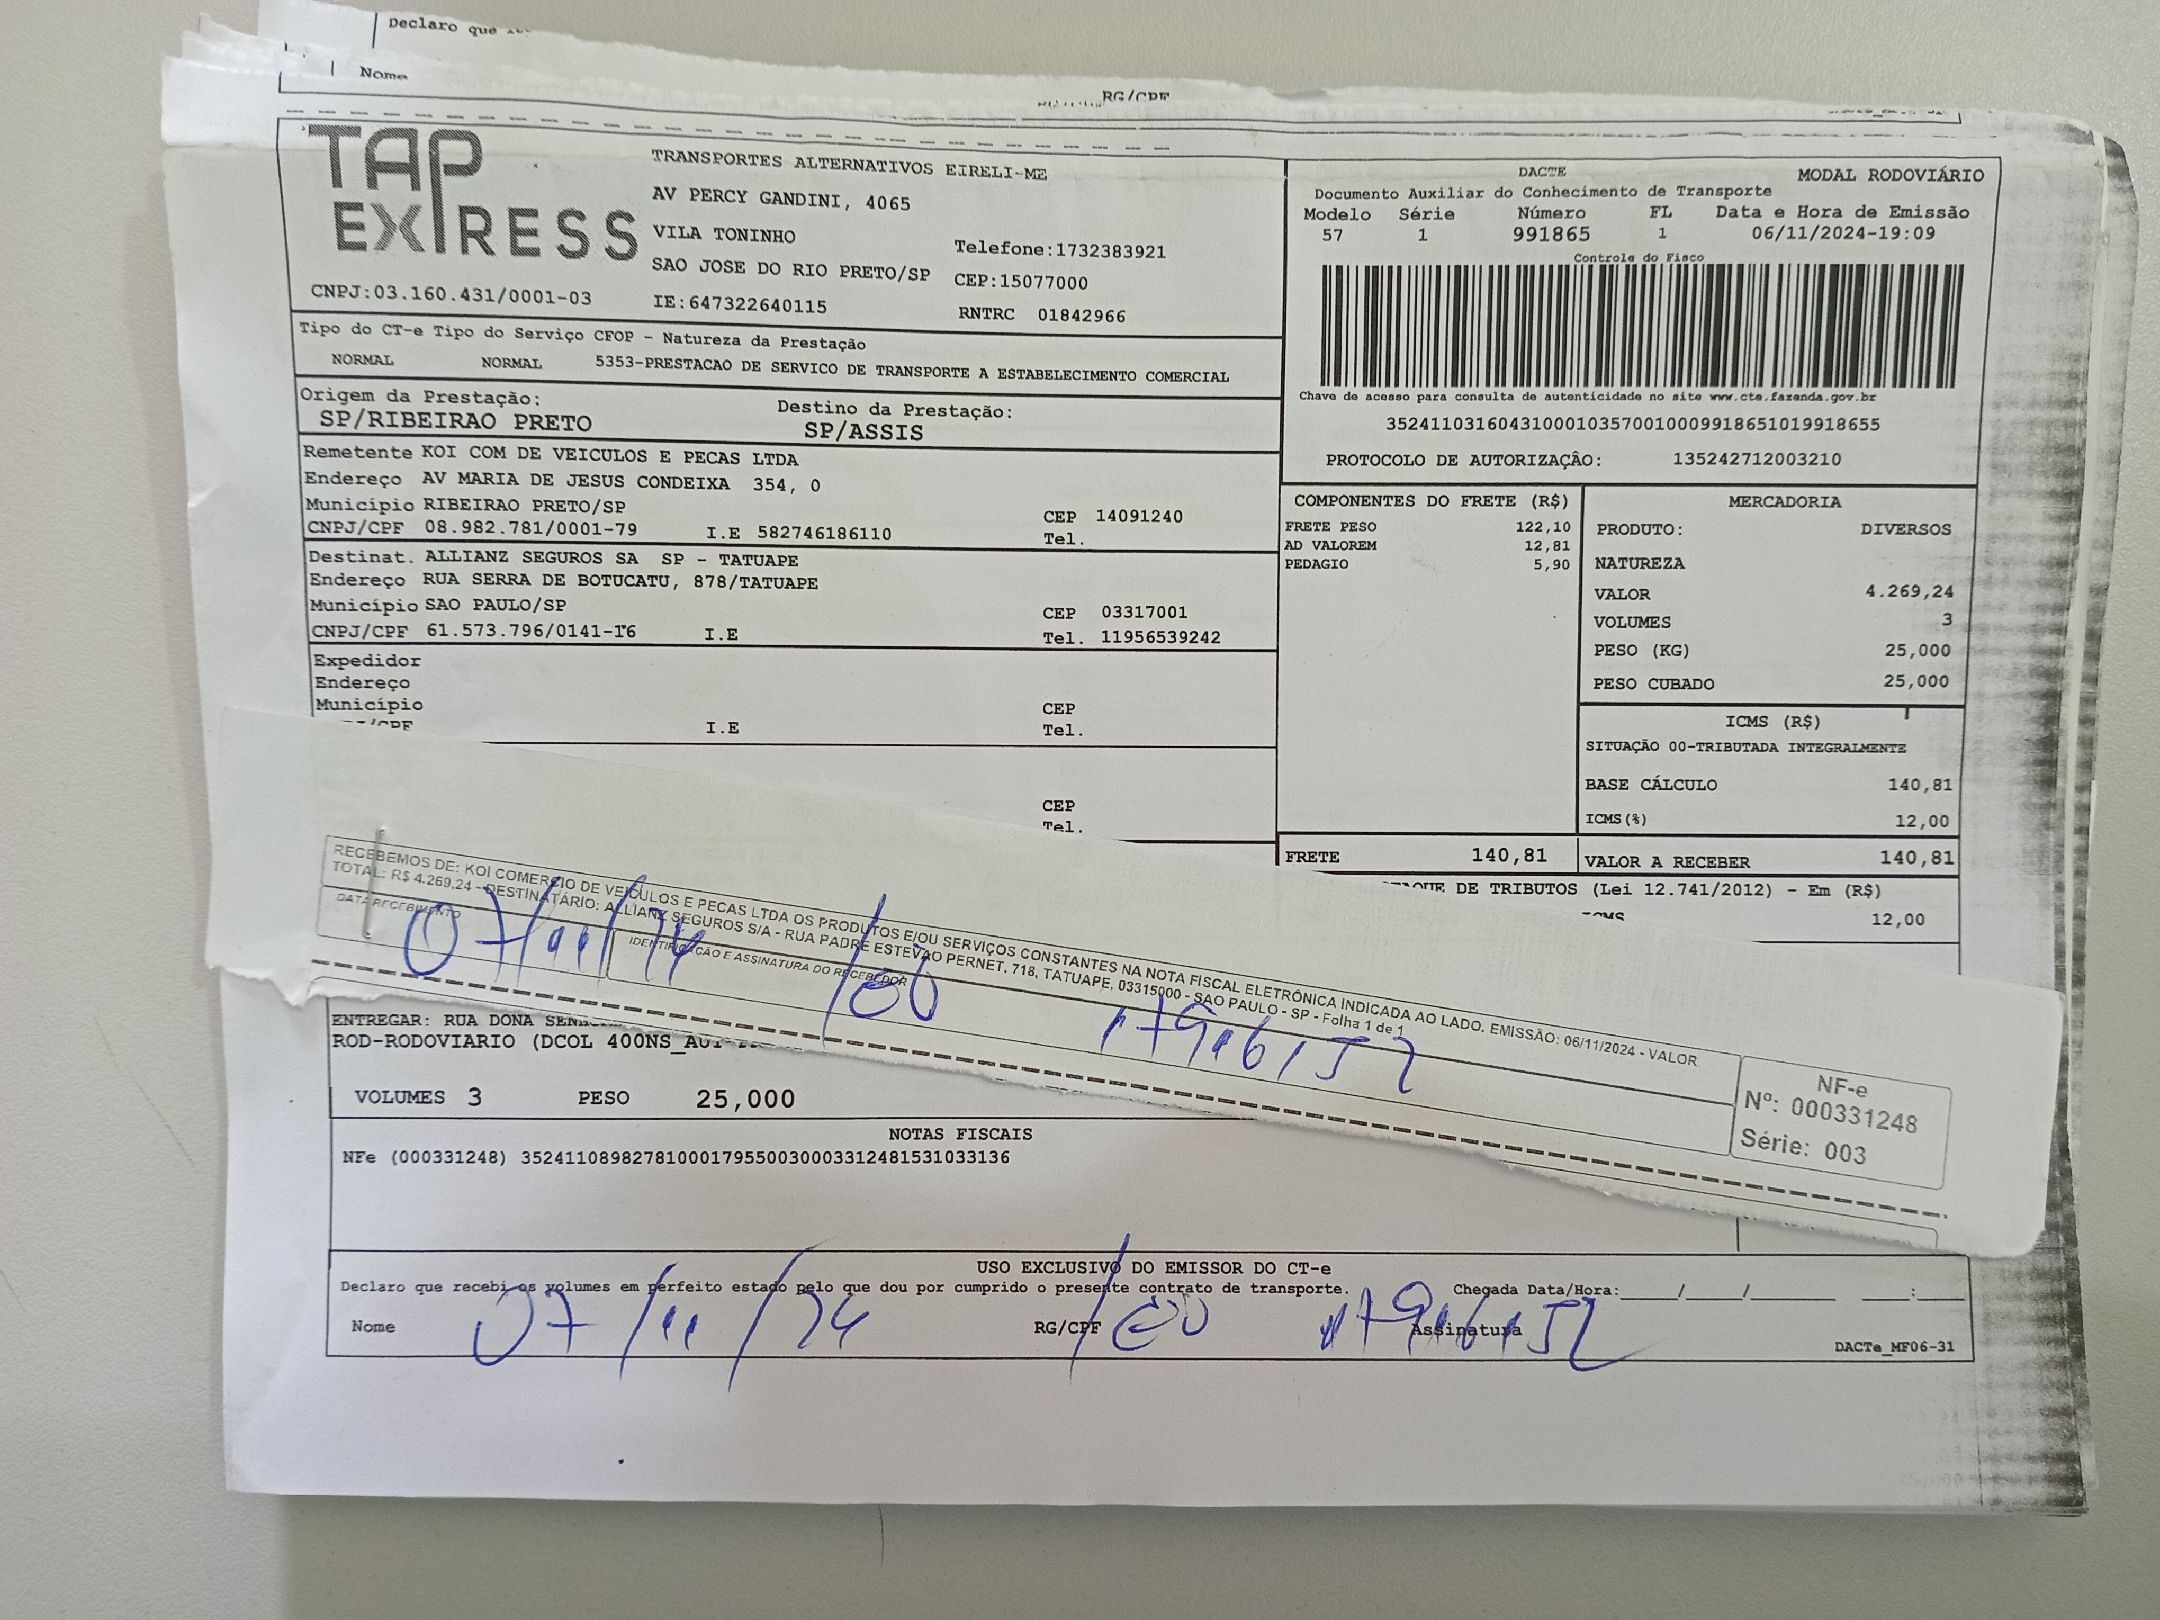 Declaro que
Nome
RG/CPF
TAP EXPRESS
CNPJ:03.160.431/0001-03
TRANSPORTES ALTERNATIVOS EIRELI-ME
AV PERCY GANDINI, 4065
VILA TONINHO
SAO JOSE DO RIO PRETO/SP
IE:647322640115
Telefone:1732383921
CEP:15077000
RNTRC 01842966
DACTE MODAL RODOVIÁRIO
Documento Auxiliar do Conhecimento de Transporte
Modelo Série Número FL Data e Hora de Emissão
57 1 991865 1 06/11/2024-19:09
Controle do Fisco
Chave de acesso para consulta de autenticidade no site www.cte.fazenda.gov.br
35241103160431000103570010009918651019918655
PROTOCOLO DE AUTORIZAÇÂO: 135242712003210
Tipo do CT-e Tipo do Serviço CFOP - Natureza da Prestação
NORMAL NORMAL 5353-PRESTACAO DE SERVICO DE TRANSPORTE A ESTABELECIMENTO COMERCIAL
Origem da Prestação: Destino da Prestação:
SP/RIBEIRAO PRETO SP/ASSIS
Remetente KOI COM DE VEICULOS E PECAS LTDA
Endereço AV MARIA DE JESUS CONDEIXA 354, 0
Município RIBEIRAO PRETO/SP CEP 14091240
CNPJ/CPF 08.982.781/0001-79 I.E 582746186110 Tel.
Destinat. ALLIANZ SEGUROS SA SP - TATUAPE
Endereço RUA SERRA DE BOTUCATU, 878/TATUAPE
Município SAO PAULO/SP CEP 03317001
CNPJ/CPF 61.573.796/0141-16 I.E Tel. 11956539242
Expedidor
Endereço
Município CEP
I.E Tel.
CEP
Tel.
COMPONENTES DO FRETE (R$)
FRETE PESO 122,10
AD VALOREM 12,81
PEDAGIO 5,90
MERCADORIA
PRODUTO: DIVERSOS
NATUREZA
VALOR 4.269,24
VOLUMES 3
PESO (KG) 25,000
PESO CUBADO 25,000
ICMS (R$)
SITUAÇÃO 00-TRIBUTADA INTEGRALMENTE
BASE CÁLCULO 140,81
ICMS(%) 12,00
FRETE 140,81 VALOR A RECEBER 140,81
DE TRIBUTOS (Lei 12.741/2012) - Em (R$)
12,00
RECEBEMOS DE: KOI COMERCIO DE VEICULOS E PECAS LTDA OS PRODUTOS E/OU SERVIÇOS CONSTANTES NA NOTA FISCAL ELETRÔNICA INDICADA AO LADO. EMISSÃO: 06/11/2024 - VALOR
TOTAL: R$ 4.269,24 - DESTINATÁRIO: ALLIANZ SEGUROS S/A - RUA PADRE ESTEVAO PERNET, 718, TATUAPE, 03315000 - SAO PAULO - SP - Folha 1 de 1
DATA RECEBIMENTO
IDENTIFICAÇÃO E ASSINATURA DO RECEBEDOR
NF-e
Nº: 000331248
Série: 003
ENTREGAR: RUA DONA
ROD-RODOVIARIO (DCOL 400NS
VOLUMES 3 PESO 25,000
NOTAS FISCAIS
NFe (000331248) 35241108982781000179550030003312481531033136
USO EXCLUSIVO DO EMISSOR DO CT-e
Declaro que recebi os volumes em perfeito estado pelo que dou por cumprido o presente contrato de transporte. Chegada Data/Hora:_____/_____/_______ ____:____
Nome RG/CPF Assinatura
DACTe_MF06-31